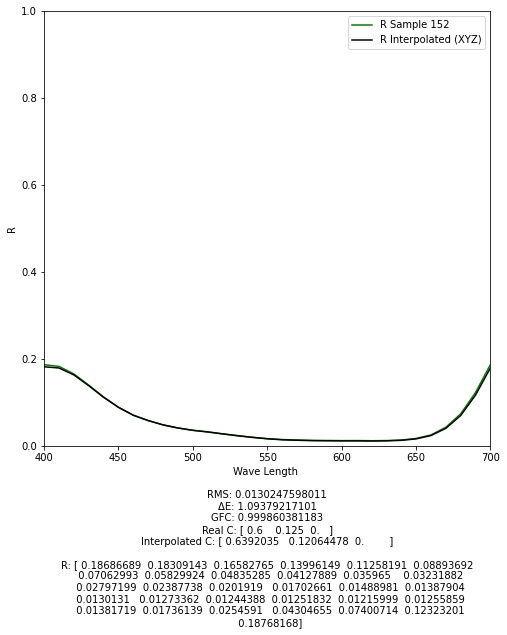 1.0
R Sample 152
R Interpolated (XYZ)
0.8
0.6
R
0.4
0.2
0.0
400 450 500 550 600 650 700
Wave Length
RMS: 0.0130247598011
ΔE: 1.09379217101
GFC: 0.999860381183
Real C: [ 0.6 0.125 0. ]
Interpolated C: [ 0.6392035 0.12064478 0. ]
R: [ 0.18686689 0.18309143 0.16582765 0.13996149 0.11258191 0.08893692
0.07062993 0.05829924 0.04835285 0.04127889 0.035965 0.03231882
0.02797199 0.02387738 0.0201919 0.01702661 0.01488981 0.01387904
0.0130131 0.01273362 0.01244388 0.01251832 0.01215999 0.01255859
0.01381719 0.01736139 0.0254591 0.04304655 0.07400714 0.12323201
0.18768168]